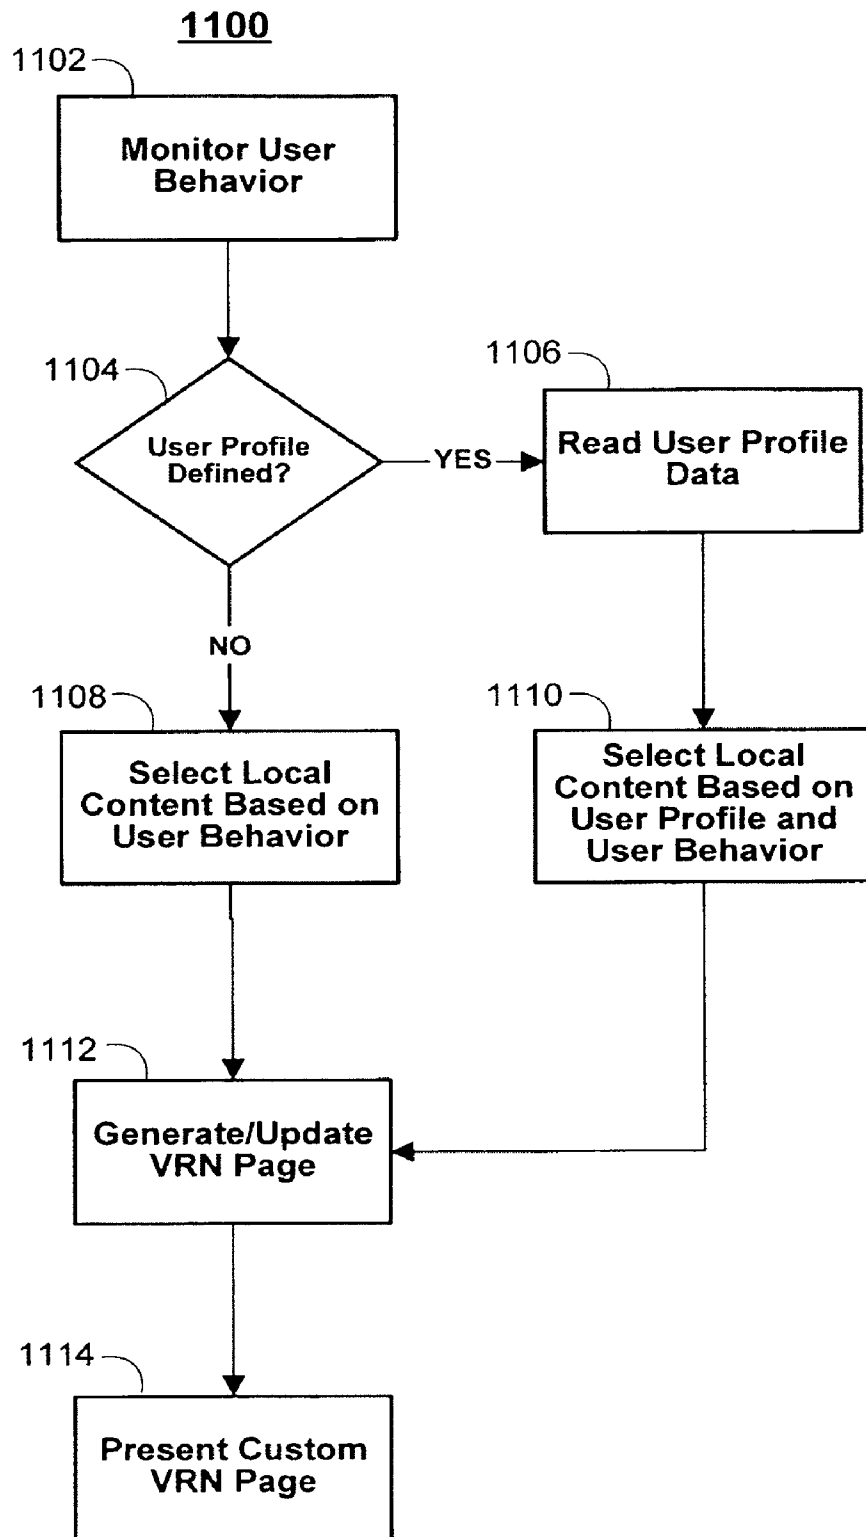 1100
1102
Monitor User
Behavior
1104
User Profile
Defined?
YES
1106
Read User Profile
Data
NO
1108
Select Local
Content Based on
User Behavior
1110
Select Local
Content Based on
User Profile and
User Behavior
1112
Generate/Update
VRN Page
1114
Present Custom
VRN Page